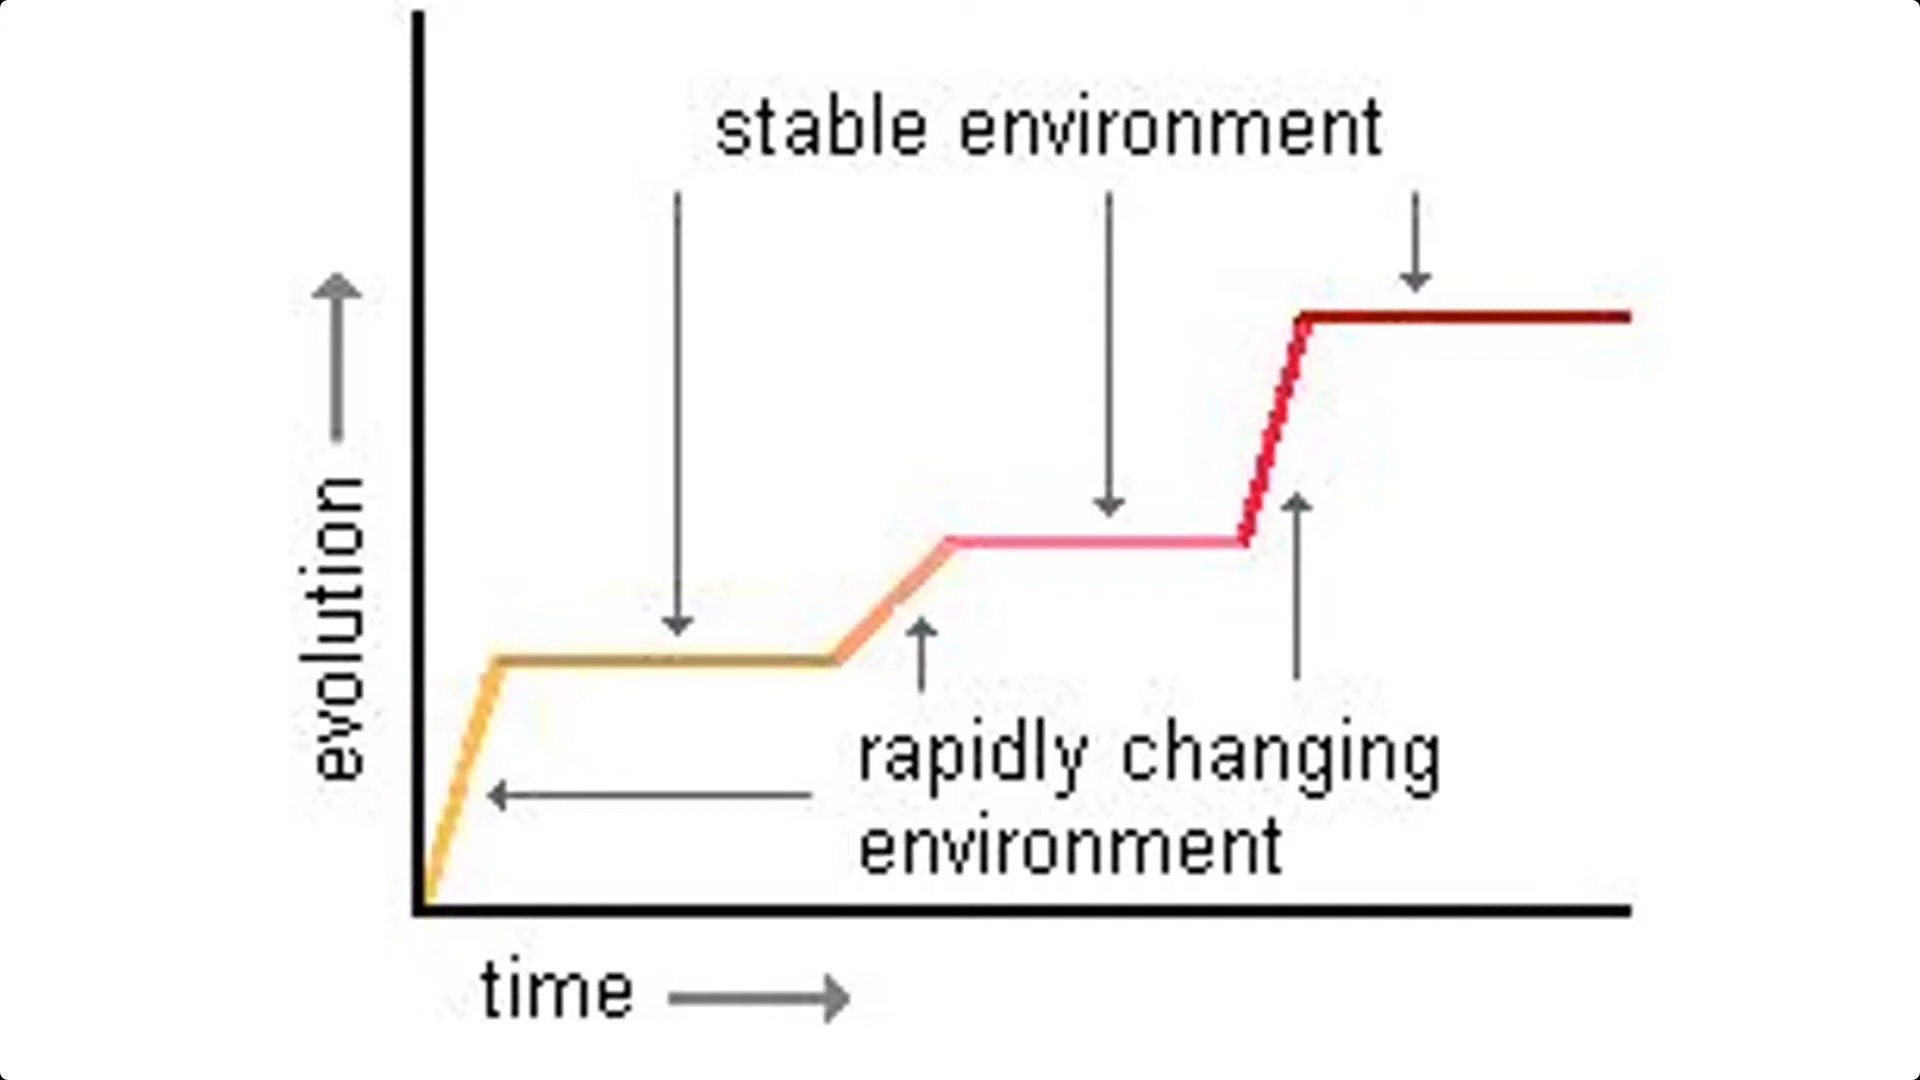 stable environment
evolution
rapidly changing
environment
time